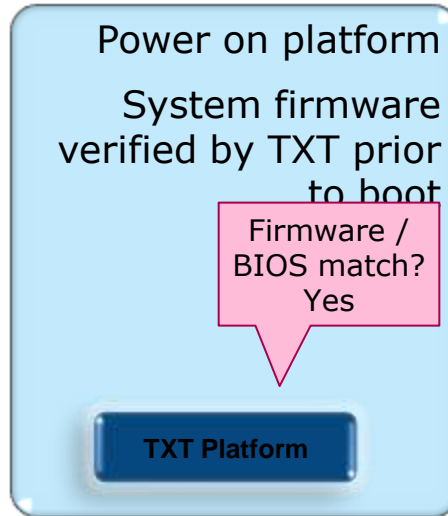 Power on platform
System firmware
verified by TXT prior
to boot
Firmware /
BIOS match?
Yes
TXT Platform